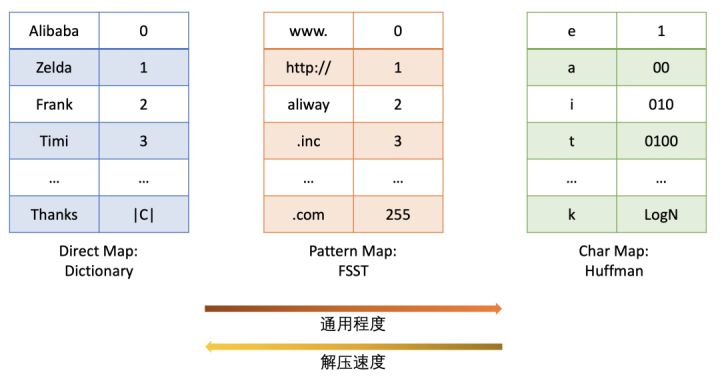 Alibaba 0
Zelda 1
Frank 2
Timi 3
... ...
Thanks |C|
Direct Map:
Dictionary
www. 0
http:// 1
aliway 2
.inc 3
... ...
.com 255
Pattern Map:
FSST
e 1
a 00
i 010
t 0100
... ...
k LogN
Char Map:
Huffman
通用程度
解压速度